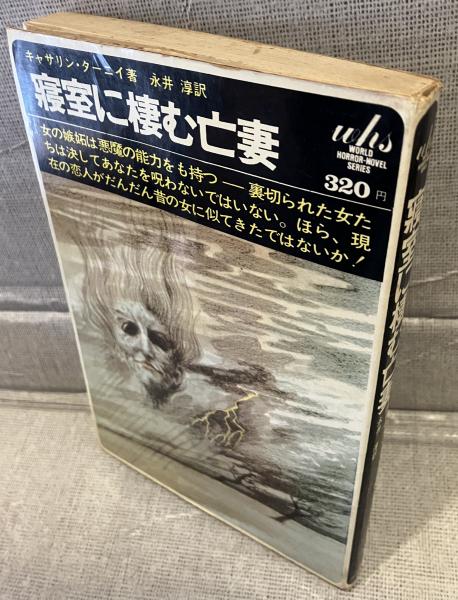 キャサリン・ターニイ著 永井 淳訳
寝室に棲む亡妻
女の嫉妬は悪魔の能力をも持つ──裏切られた女た
ちは決してあなたを呪わないではいない。ほら、現
在の恋人がだんだん昔の女に似てきたではないか!
whs
WORLD
HORROR-NOVEL
SERIES
320円
whs
寝室に棲む亡妻